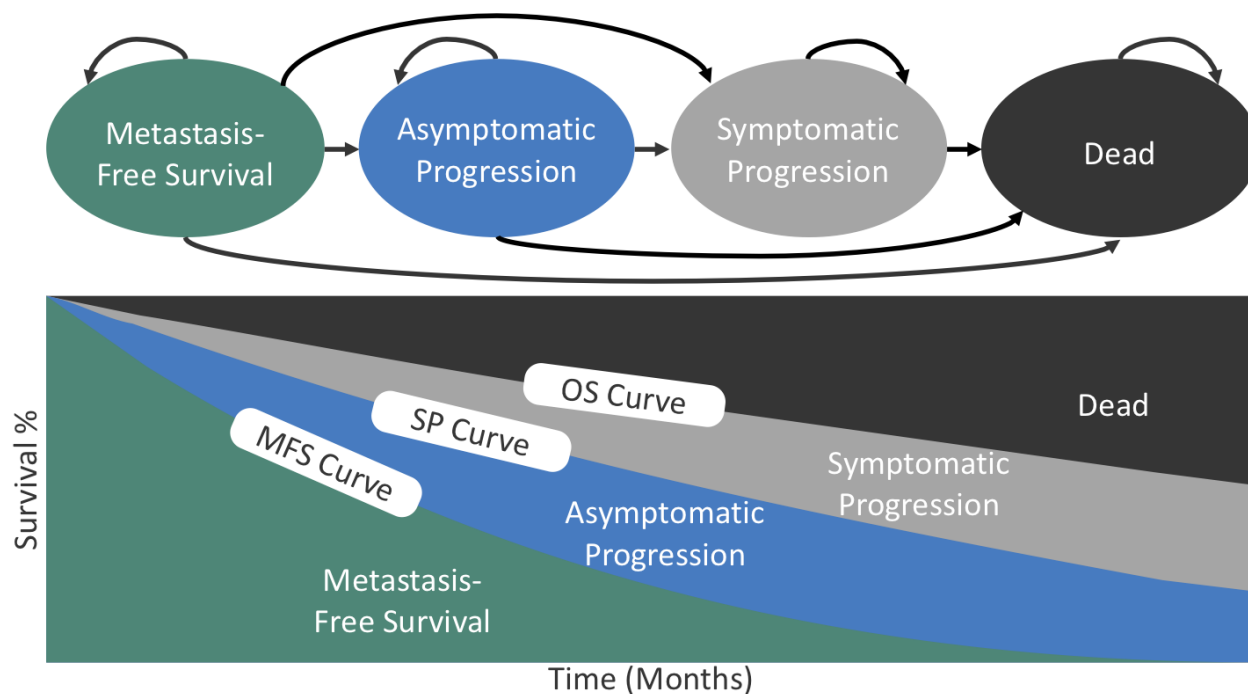 Metastasis-
Free Survival
Asymptomatic
Progression
Symptomatic
Progression
Dead
Survival %
OS Curve
SP Curve
MFS Curve
Dead
Symptomatic
Progression
Asymptomatic
Progression
Metastasis-
Free Survival
Time (Months)